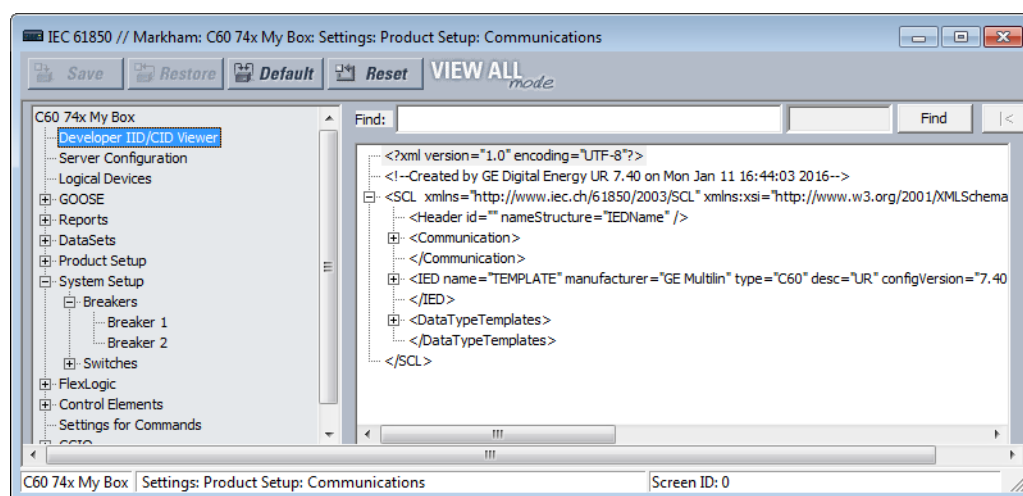 IEC 61850 // Markham: C60 74x My Box: Settings: Product Setup: Communications
Save Restore Default Reset VIEW ALL mode
C60 74x My Box
Developer IID/CID Viewer
Server Configuration
Logical Devices
GOOSE
Reports
DataSets
Product Setup
System Setup
Breakers
Breaker 1
Breaker 2
Switches
FlexLogic
Control Elements
Settings for Commands
Find: Find |<
<?xml version="1.0" encoding="UTF-8"?>
<!--Created by GE Digital Energy UR 7.40 on Mon Jan 11 16:44:03 2016-->
<SCL xmlns="http://www.iec.ch/61850/2003/SCL" xmlns:xsi="http://www.w3.org/2001/XMLSchema
<Header id="" nameStructure="IEDName" />
<Communication>
</Communication>
<IED name="TEMPLATE" manufacturer="GE Multilin" type="C60" desc="UR" configVersion="7.40
</IED>
<DataTypeTemplates>
</DataTypeTemplates>
</SCL>
C60 74x My Box Settings: Product Setup: Communications Screen ID: 0